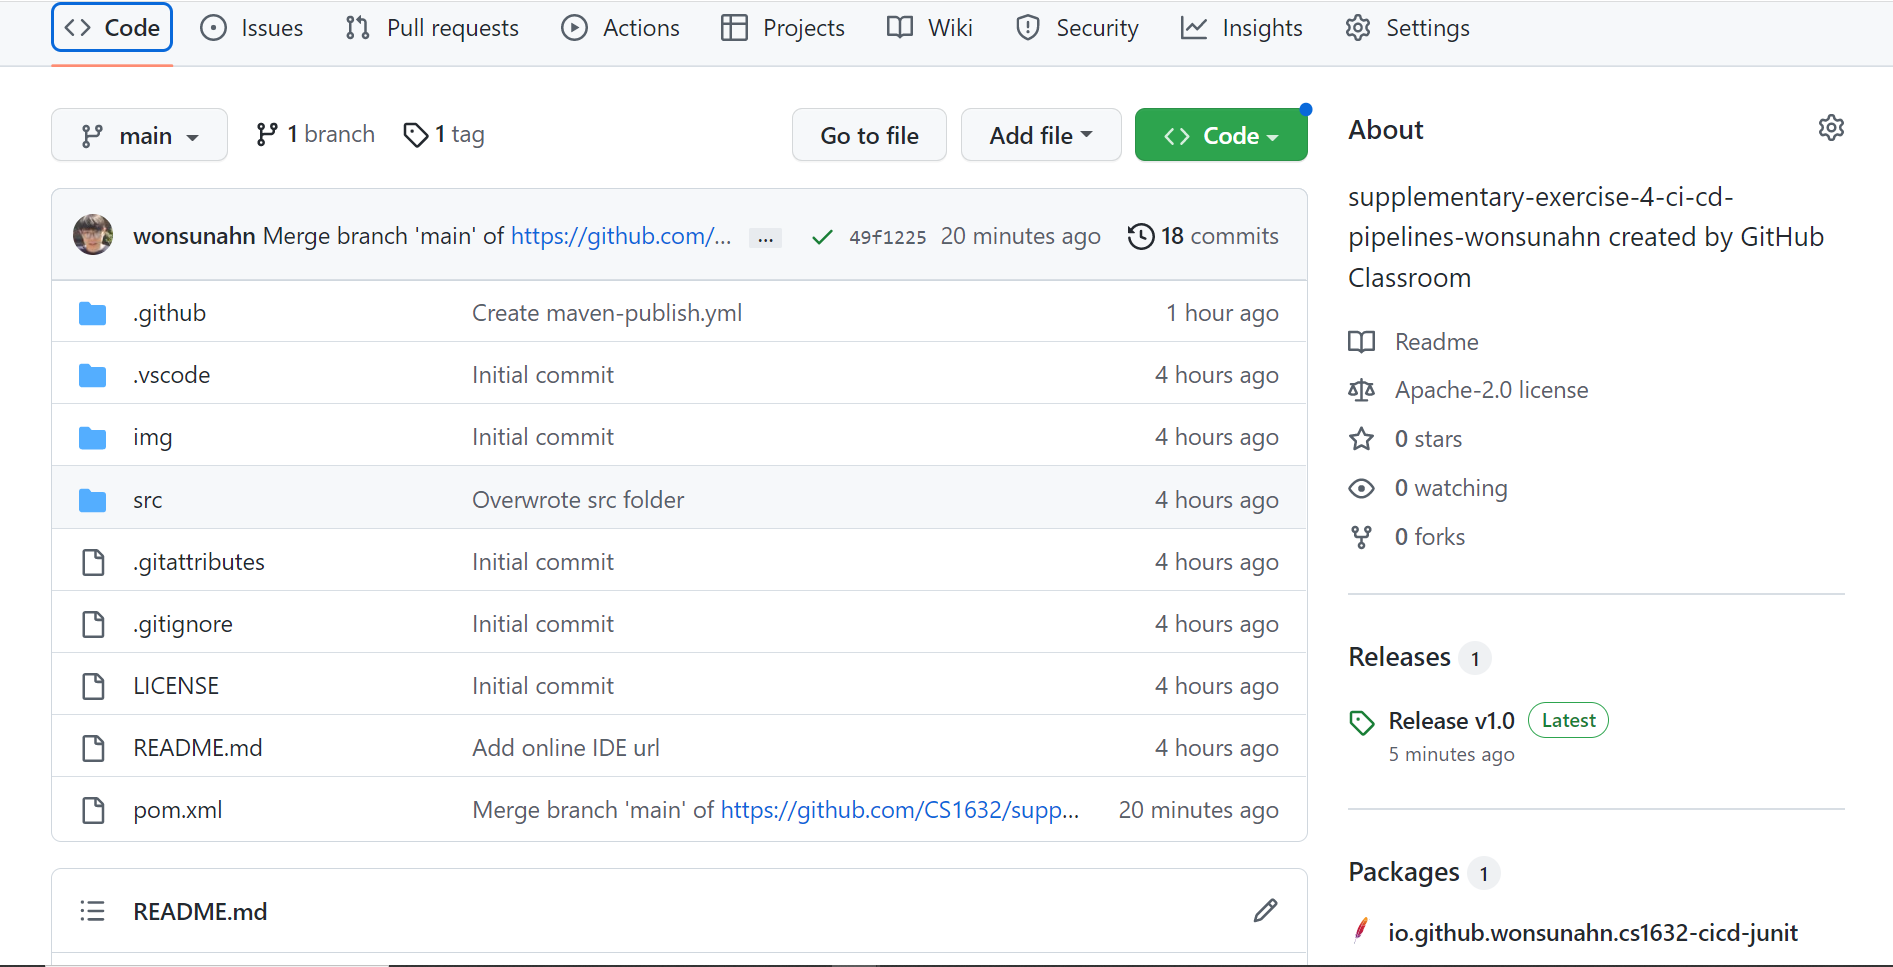 Code Issues Pull requests Actions Projects Wiki Security Insights Settings
main 1 branch 1 tag Go to file Add file Code
wonsunahn Merge branch 'main' of https://github.com/... ... 49f1225 20 minutes ago 18 commits
.github Create maven-publish.yml 1 hour ago
.vscode Initial commit 4 hours ago
img Initial commit 4 hours ago
src Overwrote src folder 4 hours ago
.gitattributes Initial commit 4 hours ago
.gitignore Initial commit 4 hours ago
LICENSE Initial commit 4 hours ago
README.md Add online IDE url 4 hours ago
pom.xml Merge branch 'main' of https://github.com/CS1632/supp... 20 minutes ago
README.md
About
supplementary-exercise-4-ci-cd-
pipelines-wonsunahn created by GitHub
Classroom
Readme
Apache-2.0 license
0 stars
0 watching
0 forks
Releases 1
Release v1.0 Latest
5 minutes ago
Packages 1
io.github.wonsunahn.cs1632-cicd-junit